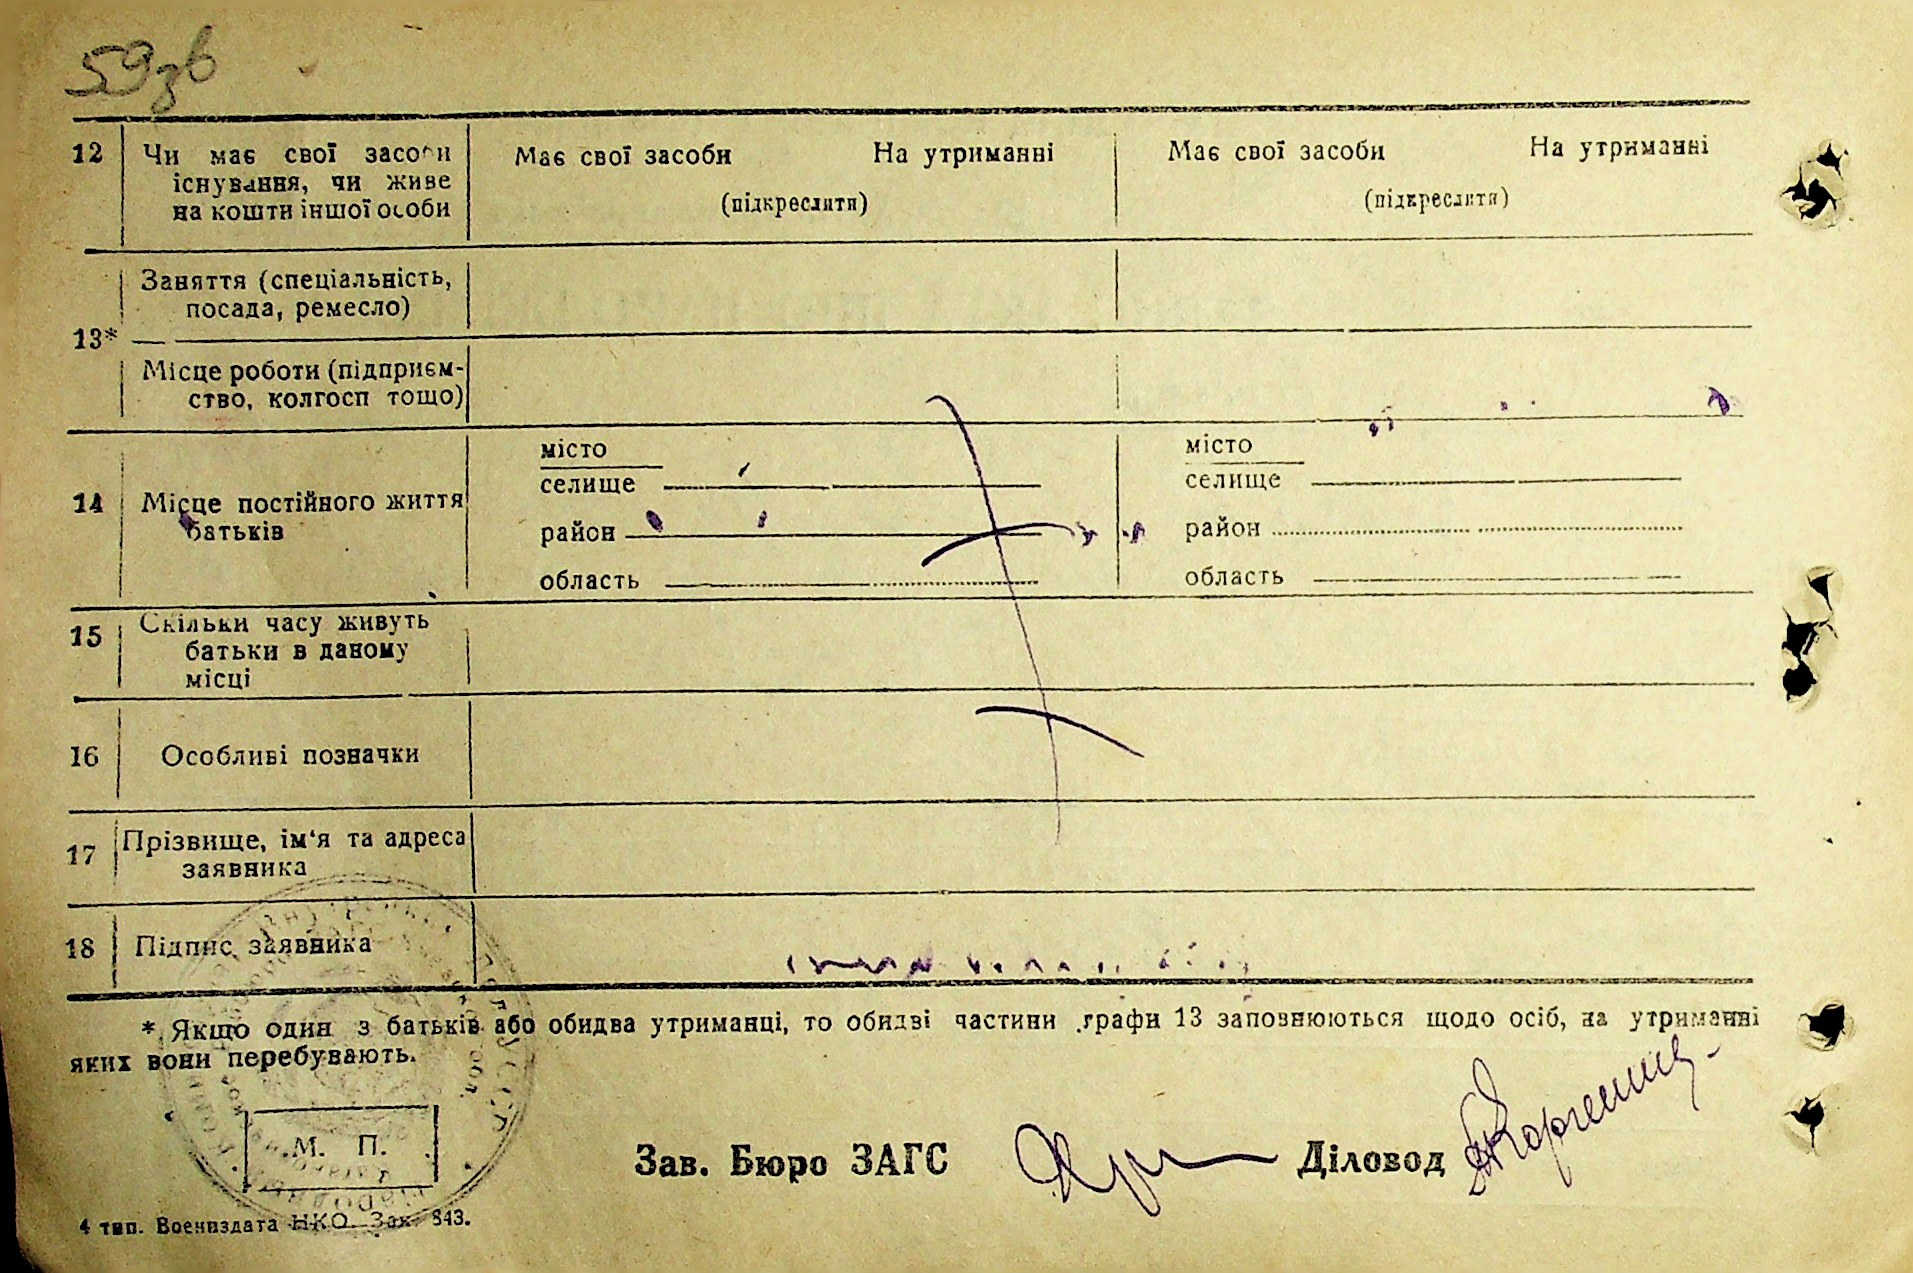 59зв
12 Чи має свої засоби Має свої засоби На утриманні Має свої засоби На утриманні
існування, чи живе
на кошти іншої особи (підкреслити) (підкреслити)
Заняття (спеціальність,
посада, ремесло)
13*
Місце роботи (підприєм-
ство, колгосп тощо)
місто місто
селище селище
14 Місце постійного життя
батьків район район
область область
15 Скільки часу живуть
батьки в даному
місці
16 Особливі позначки
17 Прізвище, ім'я та адреса
заявника
18 Підпис заявника
* Якщо один з батьків або обидва утриманці, то обидві частини графи 13 заповнюються щодо осіб, на утриманні
яких вони перебувають.
М. П.
Зав. Бюро ЗАГС Діловод
4 тип. Воениздата НКО. Зак. 843.